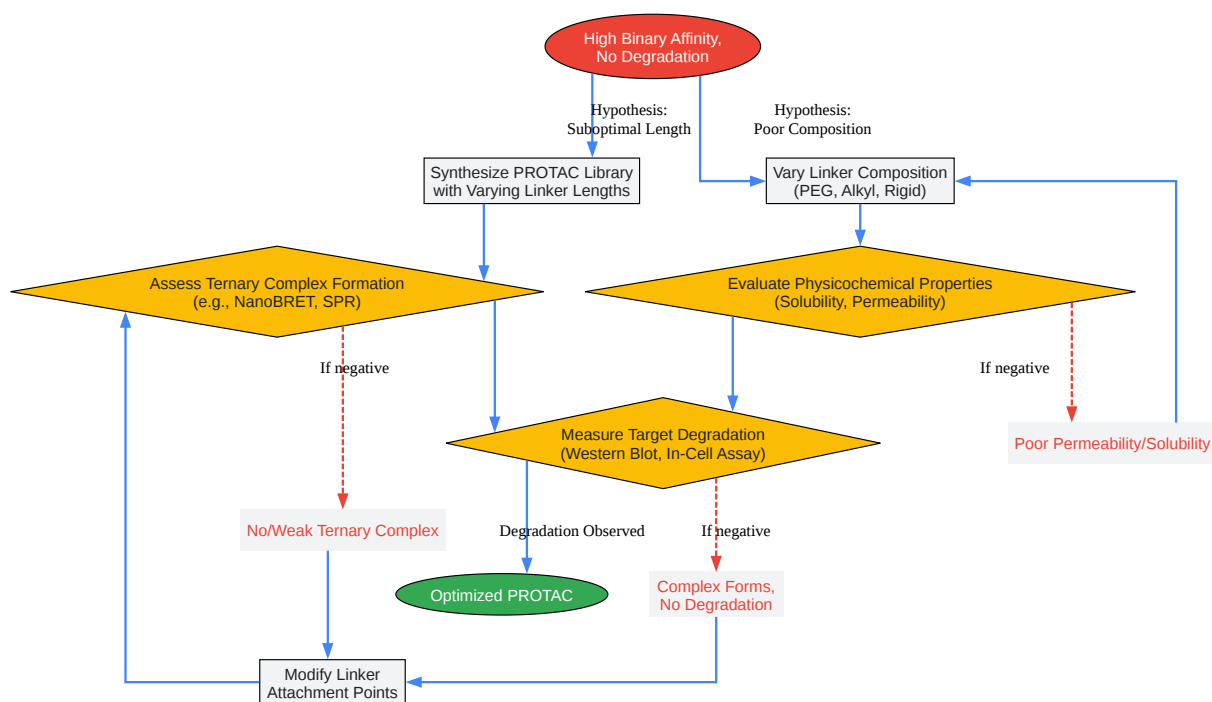 High Binary Affinity,
No Degradation
Hypothesis:
Suboptimal Length
Hypothesis:
Poor Composition
Synthesize PROTAC Library
with Varying Linker Lengths
Vary Linker Composition
(PEG, Alkyl, Rigid)
Assess Ternary Complex Formation
(e.g., NanoBRET, SPR)
Evaluate Physicochemical Properties
(Solubility, Permeability)
If negative
If negative
Measure Target Degradation
(Western Blot, In-Cell Assay)
Poor Permeability/Solubility
No/Weak Ternary Complex
Degradation Observed
If negative
Optimized PROTAC
Complex Forms,
No Degradation
Modify Linker
Attachment Points